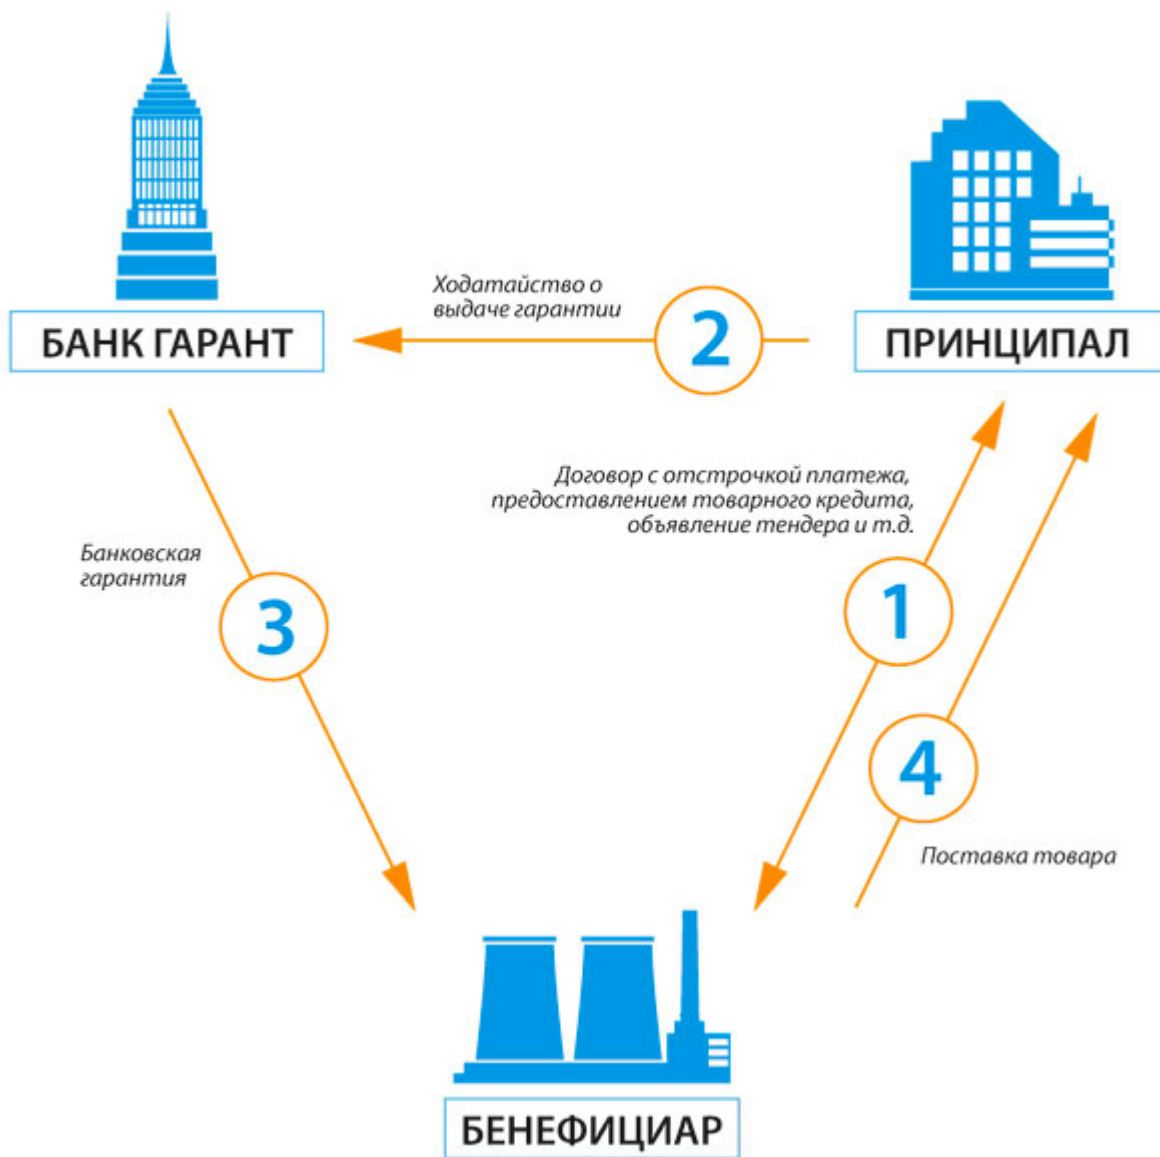 Ходатайство о
выдаче гарантии
2
БАНК ГАРАНТ
ПРИНЦИПАЛ
Договор с отстрочкой платежа,
предоставлением товарного кредита,
объявление тендера и т.д.
Банковская
гарантия
3
1
4
Поставка товара
БЕНЕФИЦИАР